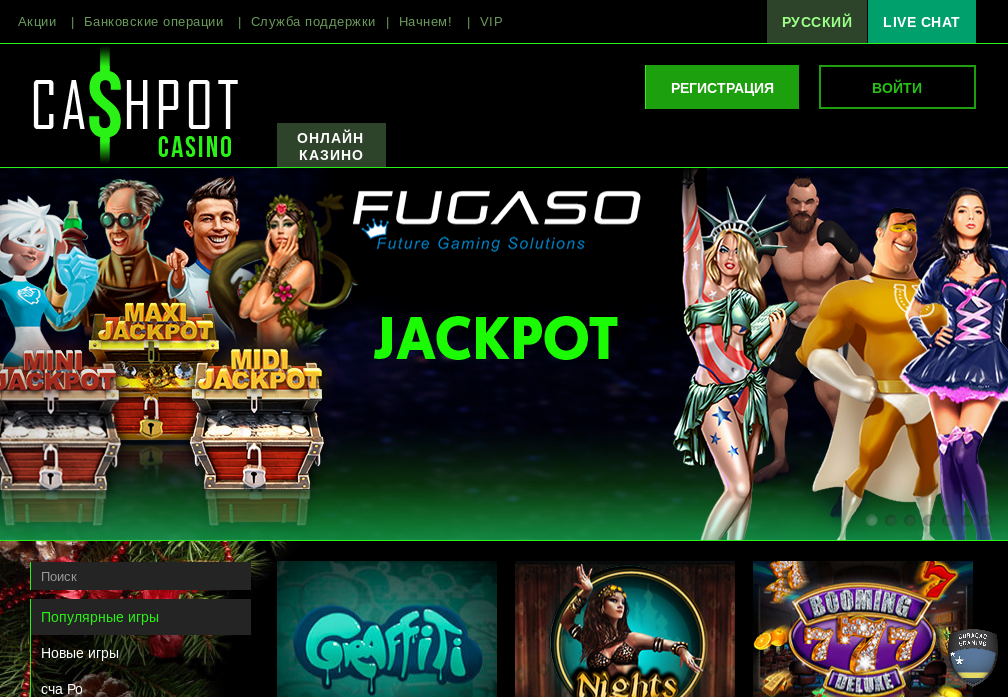 Акции | Банковские операции | Служба поддержки | Начнем! | VIP
РУССКИЙ
LIVE CHAT
CA$HPOT
CASINO
РЕГИСТРАЦИЯ
ВОЙТИ
ОНЛАЙН
КАЗИНО
FUGASO
Future Gaming Solutions
MAXI
JACKPOT
MINI
JACKPOT
MIDI
JACKPOT
JACKPOT
Поиск
Популярные игры
Новые игры
сча Ро
GRAFFITI
Nights
BOOMING
777
DELUXE
7
CURACAO
GAMING